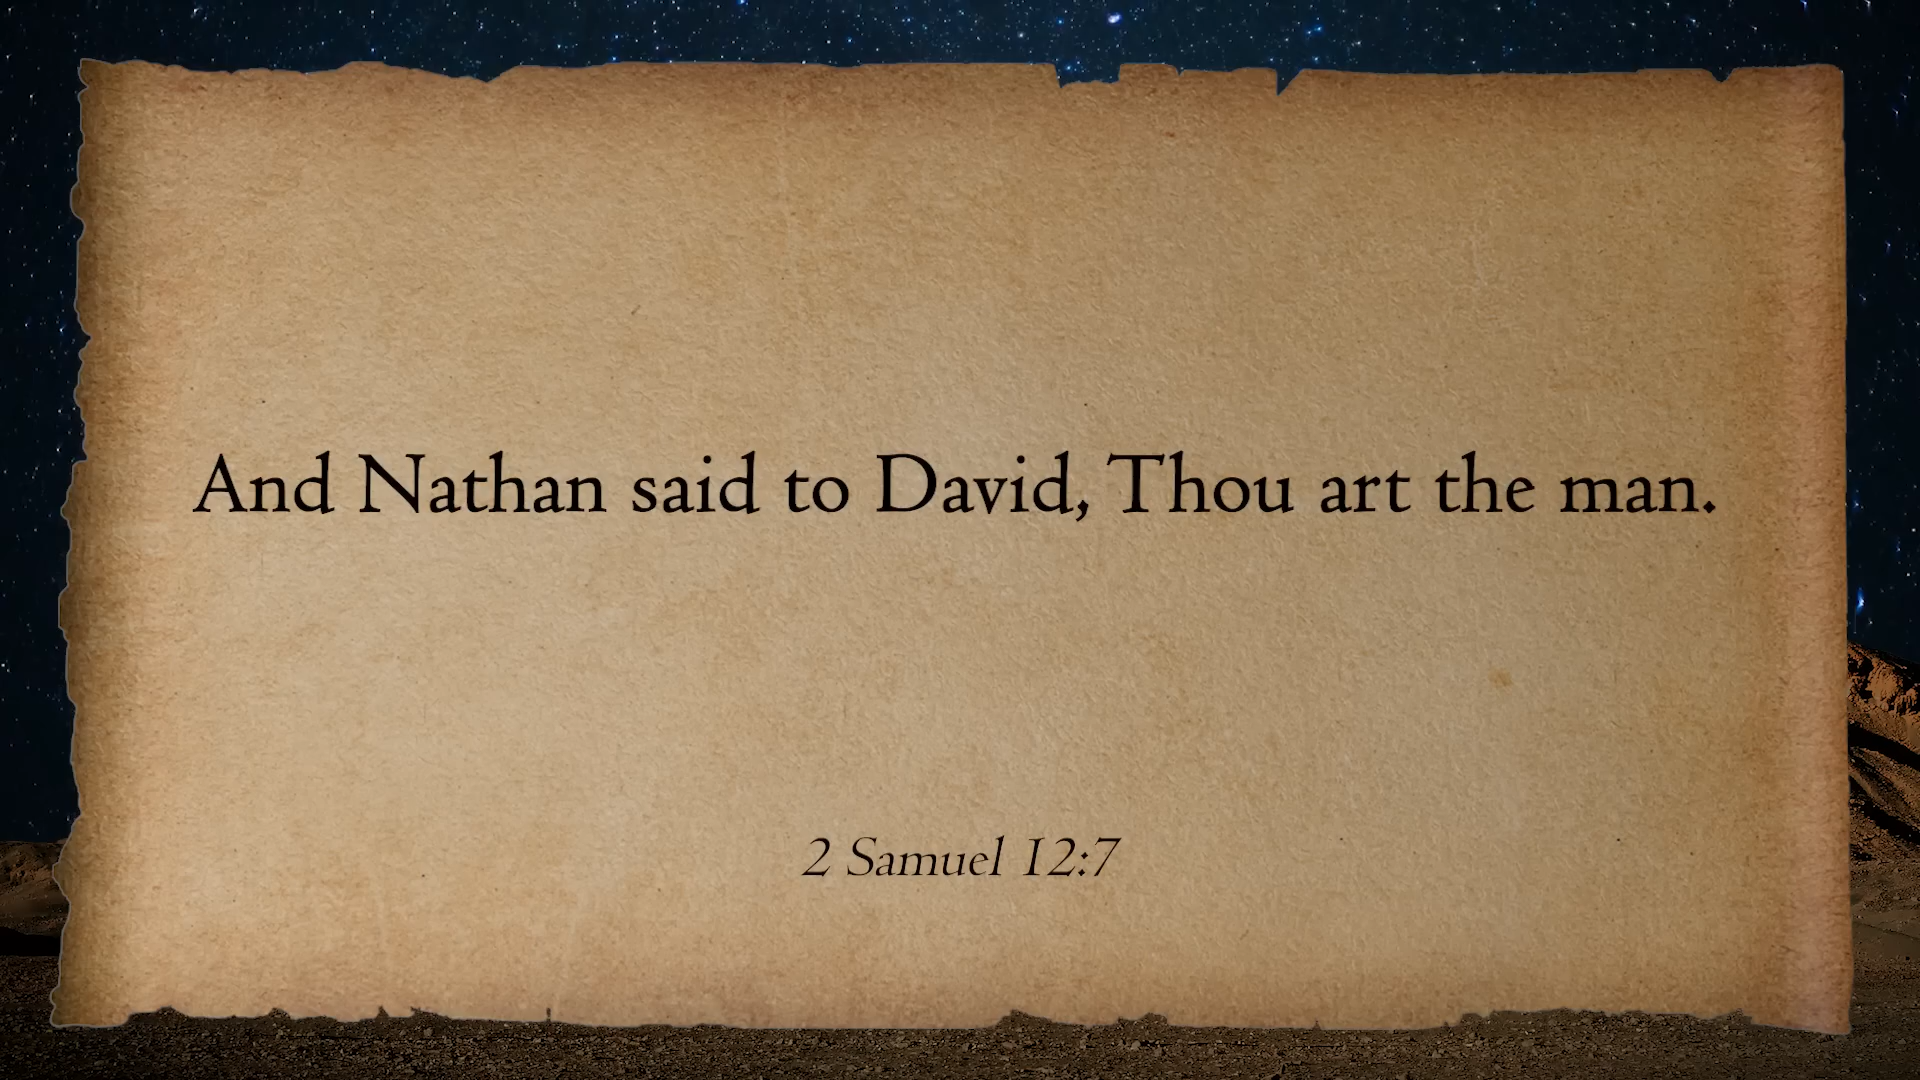 And Nathan said to David, Thou art the man.
2 Samuel 12:7